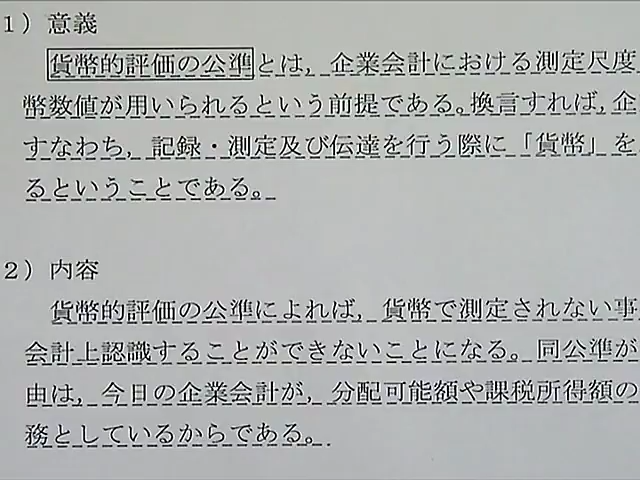 1）意義
貨幣的評価の公準とは，企業会計における測定尺度
幣数値が用いられるという前提である。換言すれば，企
すなわち，記録・測定及び伝達を行う際に「貨幣」を
るということである。
2）内容
貨幣的評価の公準によれば，貨幣で測定されない事
会計上認識することができないことになる。同公準が
由は，今日の企業会計が，分配可能額や課税所得額の
務としているからである。